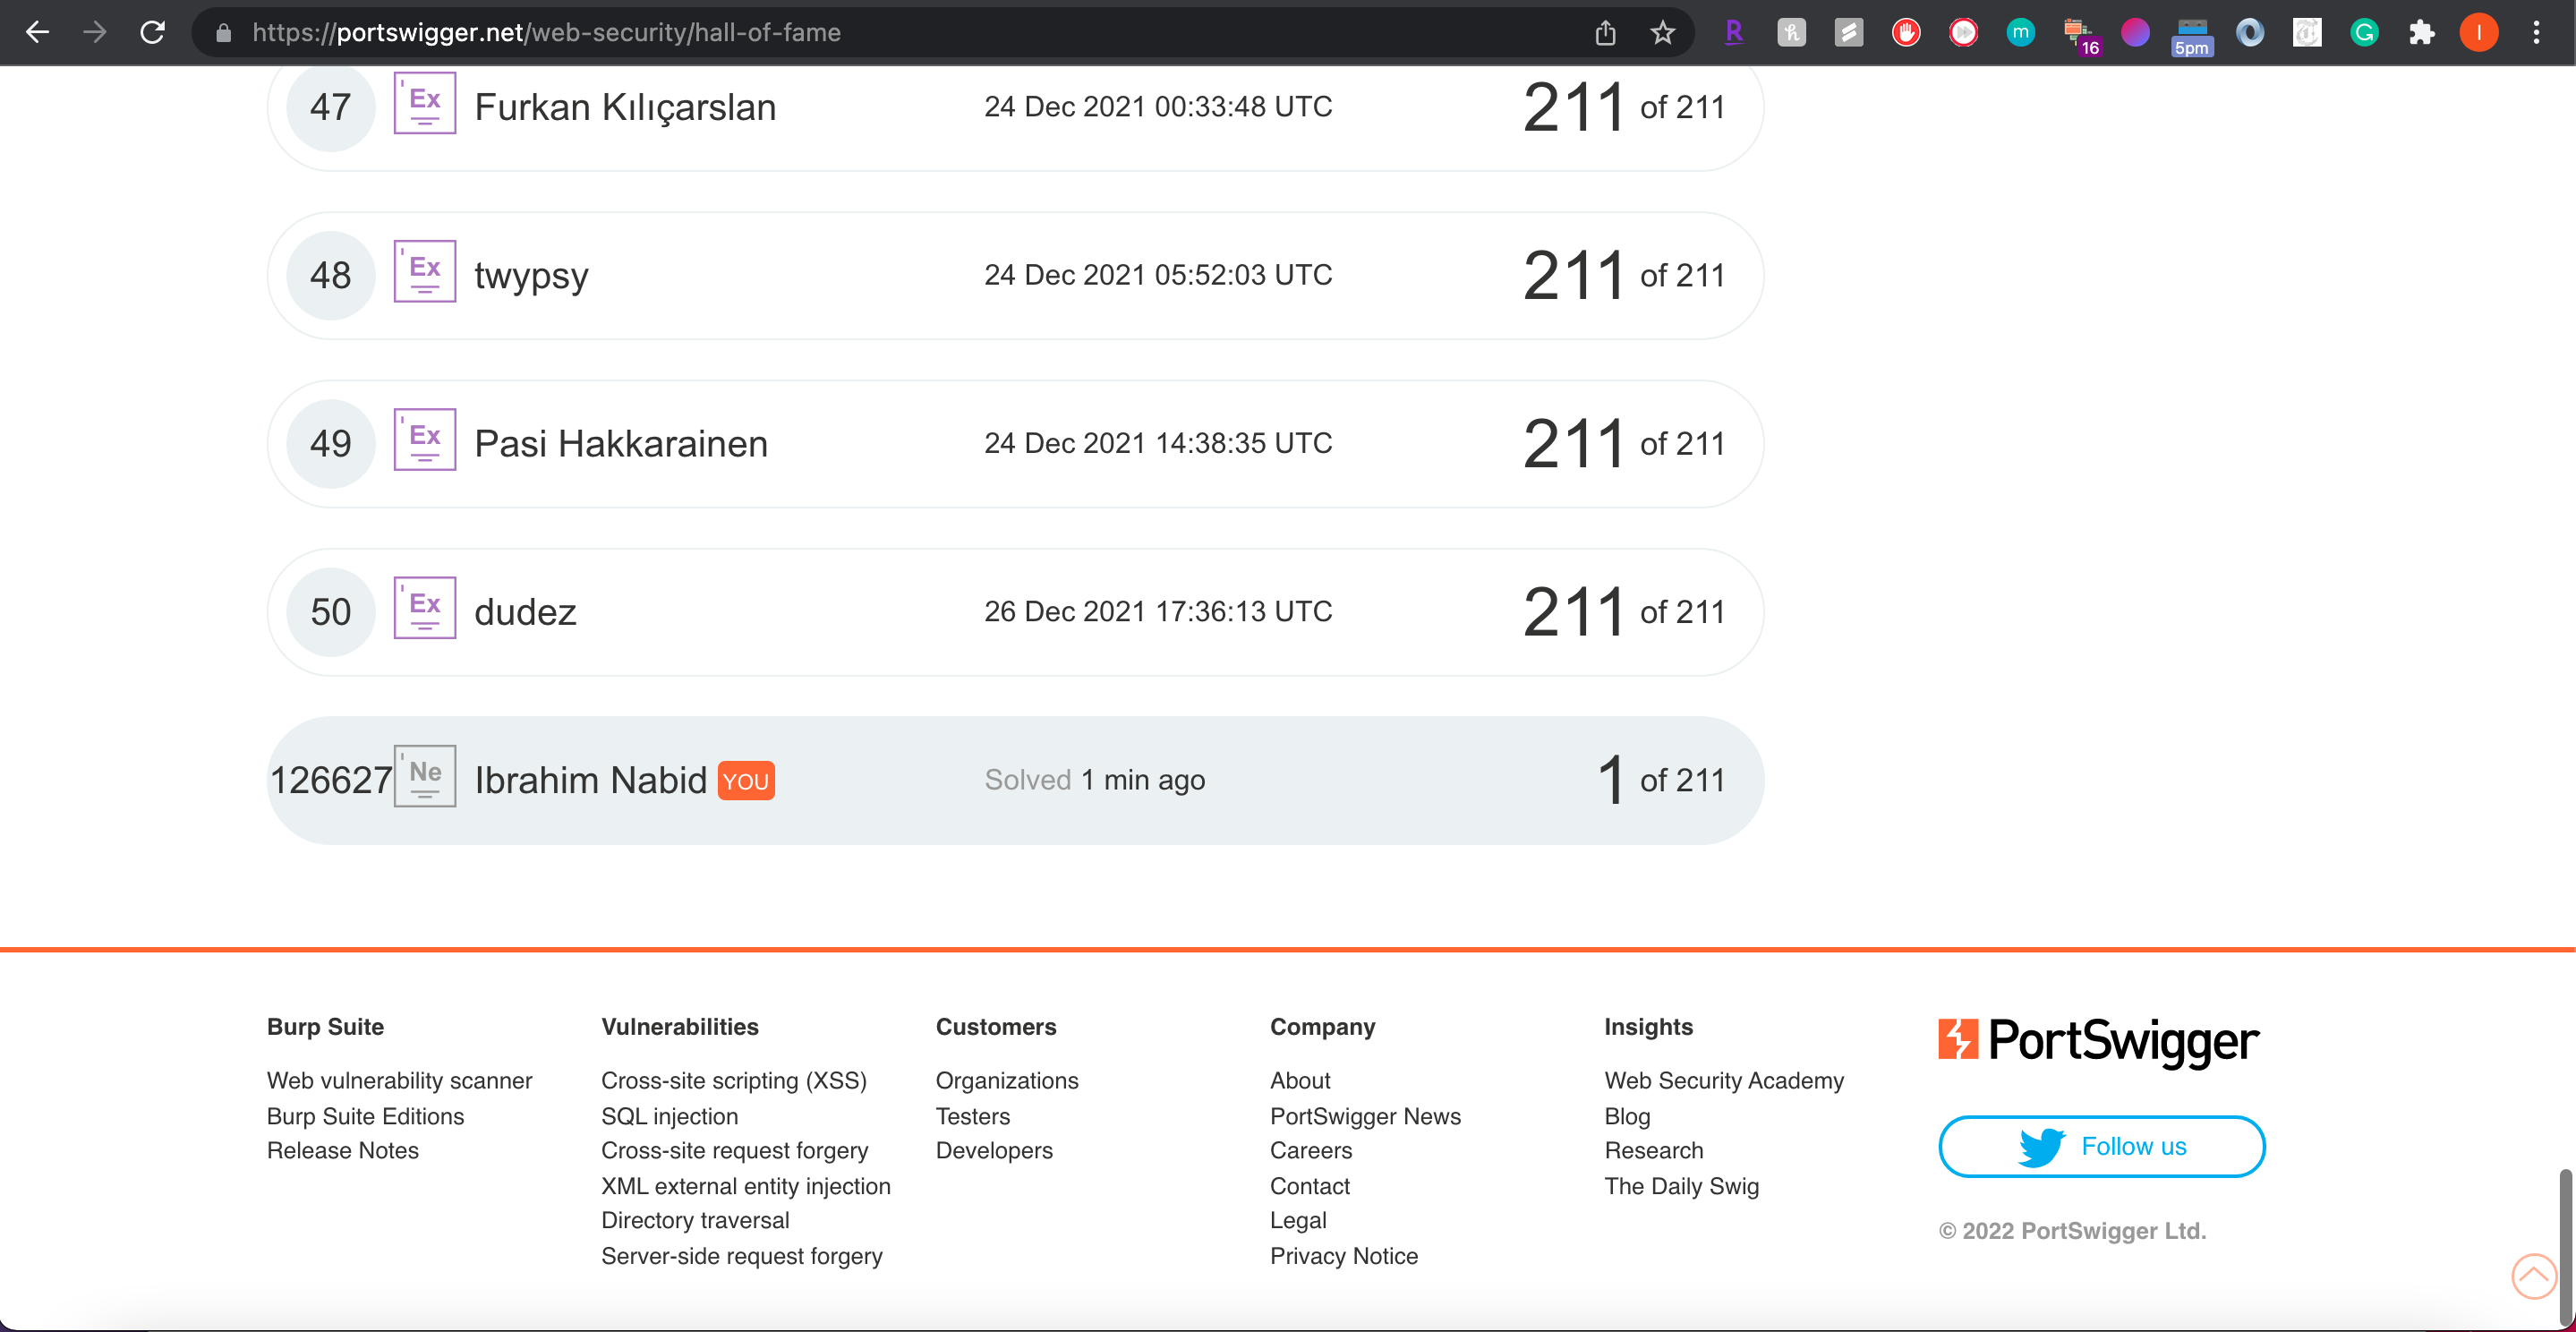 https://portswigger.net/web-security/hall-of-fame
16
5pm
47 Ex Furkan Kılıçarslan 24 Dec 2021 00:33:48 UTC 211 of 211
48 Ex twypsy 24 Dec 2021 05:52:03 UTC 211 of 211
49 Ex Pasi Hakkarainen 24 Dec 2021 14:38:35 UTC 211 of 211
50 Ex dudez 26 Dec 2021 17:36:13 UTC 211 of 211
126627 Ne Ibrahim Nabid YOU Solved 1 min ago 1 of 211
Burp Suite
Web vulnerability scanner
Burp Suite Editions
Release Notes
Vulnerabilities
Cross-site scripting (XSS)
SQL injection
Cross-site request forgery
XML external entity injection
Directory traversal
Server-side request forgery
Customers
Organizations
Testers
Developers
Company
About
PortSwigger News
Careers
Contact
Legal
Privacy Notice
Insights
Web Security Academy
Blog
Research
The Daily Swig
PortSwigger
Follow us
© 2022 PortSwigger Ltd.